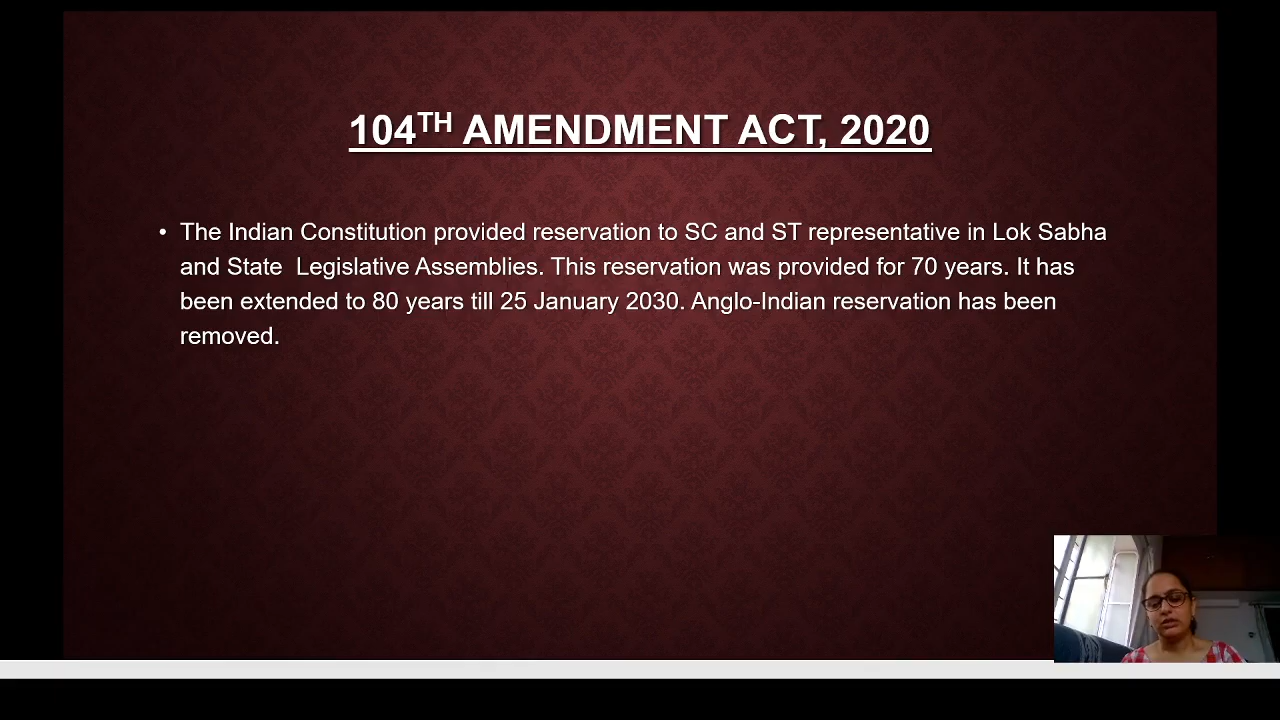 104TH AMENDMENT ACT, 2020
• The Indian Constitution provided reservation to SC and ST representative in Lok Sabha
and State  Legislative Assemblies. This reservation was provided for 70 years. It has
been extended to 80 years till 25 January 2030. Anglo-Indian reservation has been
removed.